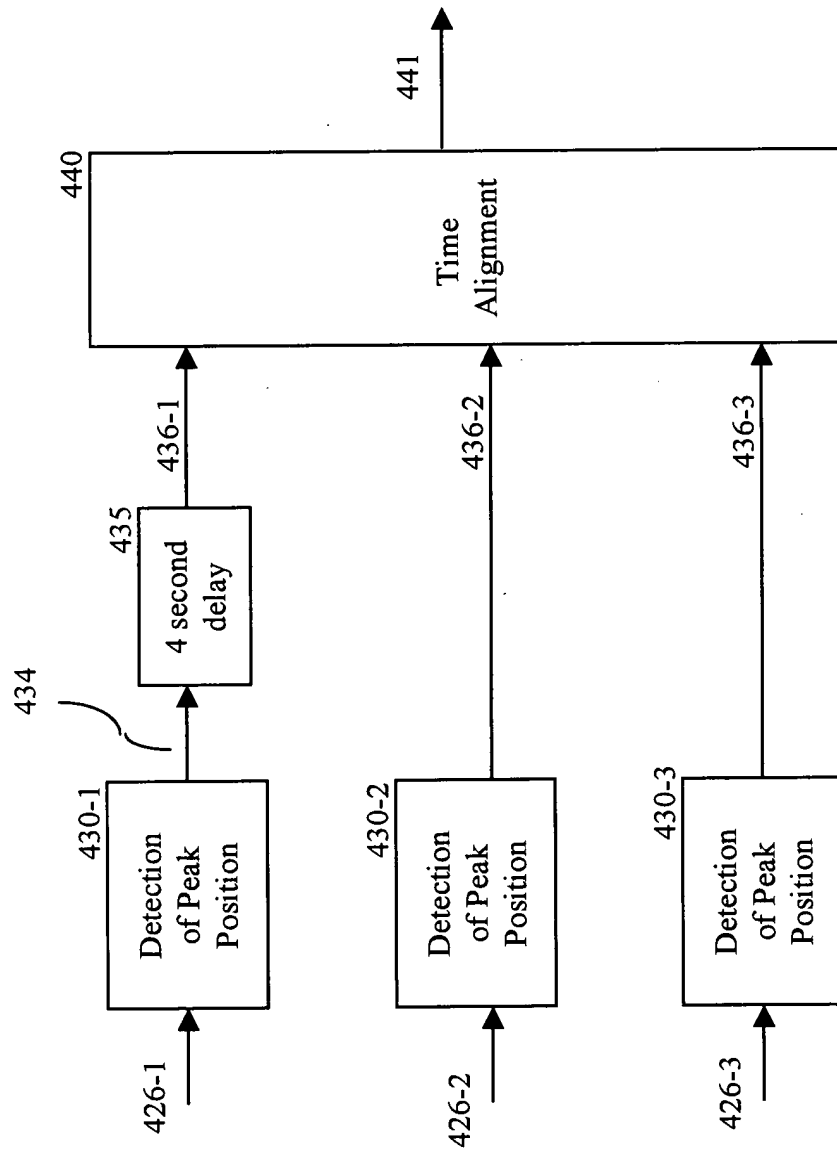 426-1
Detection
of Peak
Position
430-1
434
4 second
delay
435
436-1
426-2
Detection
of Peak
Position
430-2
436-2
426-3
Detection
of Peak
Position
430-3
436-3
Time
Alignment
440
441